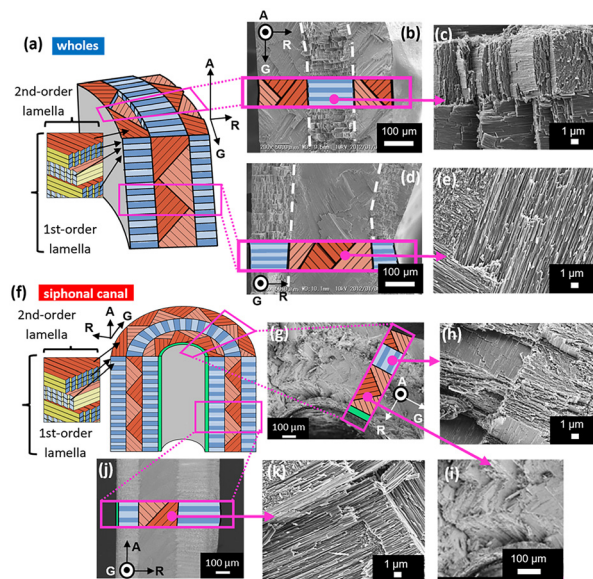 (a) wholes
2nd-order
lamella
1st-order
lamella
A
R
G
A
R
G
(b)
100 µm
(c)
1 µm
(d)
G
R
100 µm
(e)
1 µm
(f) siphonal canal
2nd-order
lamella
R
A
G
1st-order
lamella
(g)
A
G
R
100 µm
(h)
1 µm
(j)
A
G
R
100 µm
(k)
1 µm
(i)
100 µm